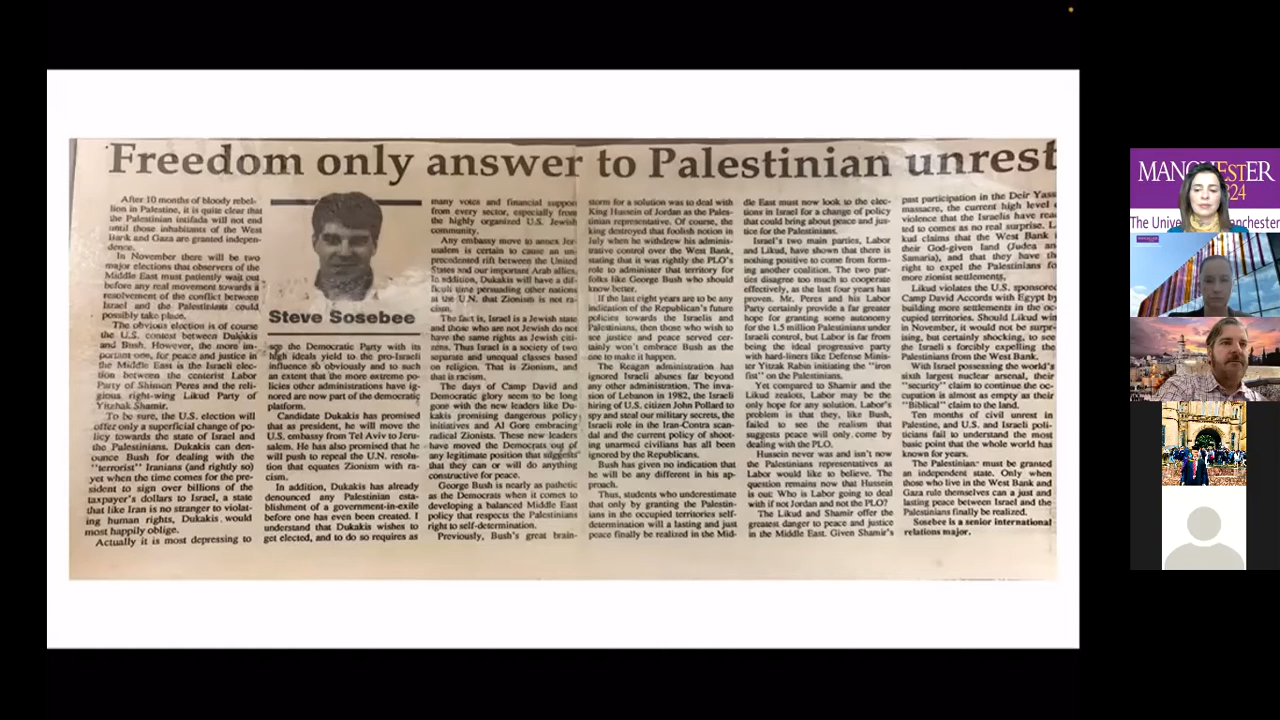 Freedom only answer to Palestinian unrest
After 10 months of bloody rebel-
lion in Palestine, it is quite clear that
the Palestinian intifada will not end
until those inhabitants of the West
Bank and Gaza are granted indepen-
dence.
In November there will be two
major elections that observers of the
Middle East must patiently wait out
before any real movement towards a
resolvement of the conflict between
Israel and the Palestinians could
possibly take place.
The obvious election is of course
the U.S. contest between Dukakis
and Bush. However, the more im-
portant one, for peace and justice in
the Middle East is the Israeli elec-
tion between the centerist Labor
Party of Shimon Peres and the reli-
gious right-wing Likud Party of
Yitzhak Shamir.
To be sure, the U.S. election will
offer only a superficial change of po-
licy towards the state of Israel and
the Palestinians. Dukakis can den-
ounce Bush for dealing with the
"terrorist" Iranians (and rightly so)
yet when the time comes for the pre-
sident to sign over billions of the
taxpayer's dollars to Israel, a state
that like Iran is no stranger to violat-
ing human rights, Dukakis would
most happily oblige.
Actually it is most depressing to
Steve Sosebee
see the Democratic Party with its
high ideals yield to the pro-Israeli
influence so obviously and to such
an extent that the more extreme po-
licies other administrations have ig-
nored are now part of the democratic
platform.
Candidate Dukakis has promised
that as president, he will move the
U.S. embassy from Tel Aviv to Jeru-
salem. He has also promised that he
will push to repeal the U.N. resolu-
tion that equates Zionism with ra-
cism.
In addition, Dukakis has already
denounced any Palestinian esta-
blishment of a government-in-exile
before one has even been created. I
understand that Dukakis wishes to
get elected, and to do so requires as
many votes and financial support
from every sector, especially from
the highly organized U.S. Jewish
community.
Any embassy move to annex Jer-
usalem is certain to cause an un-
precedented rift between the United
States and our important Arab allies.
In addition, Dukakis will have a dif-
ficult time persuading other nations
at the U.N. that Zionism is not ra-
cism.
The fact is, Israel is a Jewish state
and those who are not Jewish do not
have the same rights as Jewish citi-
zens. Thus Israel is a society of two
separate and unequal classes based
on religion. That is Zionism, and
that is racism.
The days of Camp David and
Democratic glory seem to be long
gone with the new leaders like Du-
kakis promising dangerous policy
initiatives and Al Gore embracing
radical Zionists. These new leaders
have moved the Democrats out of
any legitimate position that suggests
that they can or will do anything
constructive for peace.
George Bush is nearly as pathetic
as the Democrats when it comes to
developing a balanced Middle East
policy that respects the Palestinians
right to self-determination.
Previously, Bush's great brain-
storm for a solution was to deal with
King Hussein of Jordan as the Pales-
tinian representative. Of course, the
king destroyed that foolish notion in
July when he withdrew his adminis-
trative control over the West Bank,
stating that it was rightly the PLO's
role to administer that territory for
folks like George Bush who should
know better.
If the last eight years are to be any
indication of the Republican's future
policies towards the Israelis and
Palestinians, then those who wish to
see justice and peace served cer-
tainly won't embrace Bush as the
one to make it happen.
The Reagan administration has
ignored Israeli abuses far beyond
any other administration. The inva-
sion of Lebanon in 1982, the Israeli
hiring of U.S. citizen John Pollard to
spy and steal our military secrets, the
Israeli role in the Iran-Contra scan-
dal and the current policy of shoot-
ing unarmed civilians has all been
ignored by the Republicans.
Bush has given no indication that
he will be any different in his ap-
proach.
Thus, students who underestimate
that only by granting the Palestin-
ians in the occupied territories self-
determination will a lasting and just
peace finally be realized in the Mid-
dle East must now look to the elec-
tions in Israel for a change of policy
that could bring about peace and jus-
tice for the Palestinians.
Israel's two main parties, Labor
and Likud, have shown that there is
nothing positive to come from form-
ing another coalition. The two par-
ties disagree too much to cooperate
effectively, as the last four years has
proven. Mr. Peres and his Labor
Party certainly provide a far greater
hope for granting some autonomy
for the 1.5 million Palestinians under
Israeli control, but Labor is far from
being the ideal progressive party
with hard-liners like Defense Minis-
ter Yitzak Rabin initiating the "iron
fist" on the Palestinians.
Yet compared to Shamir and the
Likud zealots, Labor may be the
only hope for any solution. Labor's
problem is that they, like Bush,
failed to see the realism that
suggests peace will only come by
dealing with the PLO.
Hussein never was and isn't now
the Palestinians representatives as
Labor would like to believe. The
question remains now that Hussein
is out: Who is Labor going to deal
with if not Jordan and not the PLO?
The Likud and Shamir offer the
greatest danger to peace and justice
in the Middle East. Given Shamir's
past participation in the Deir Yass
massacre, the current high level
violence that the Israelis have
ted to comes as no real surprise. L
kud claims that the West Bank
their God-given land (Judea an
Samaria), and that they have th
right to expel the Palestinians fo
more zionist settlements.
Likud violates the U.S. sponsored
Camp David Accords with Egypt by
building more settlements in the oc-
cupied territories. Should Likud win
in November, it would not be surpr-
ising, but certainly shocking, to see
the Israeli s forcibly expelling the
Palestinians from the West Bank.
With Israel possessing the world's
sixth largest nuclear arsenal, their
"security" claim to continue the oc-
cupation is almost as empty as their
"Biblical" claim to the land.
Ten months of civil unrest in
Palestine, and U.S. and Israeli poli-
ticians fail to understand the most
basic point that the whole world has
known for years.
The Palestinians must be granted
an independent state. Only when
those who live in the West Bank and
Gaza rule themselves can a just and
lasting peace between Israel and the
Palestinians finally be realized.
Sosebee is a senior international
relations major.
MANCHESTER
824
The Unive
nchester